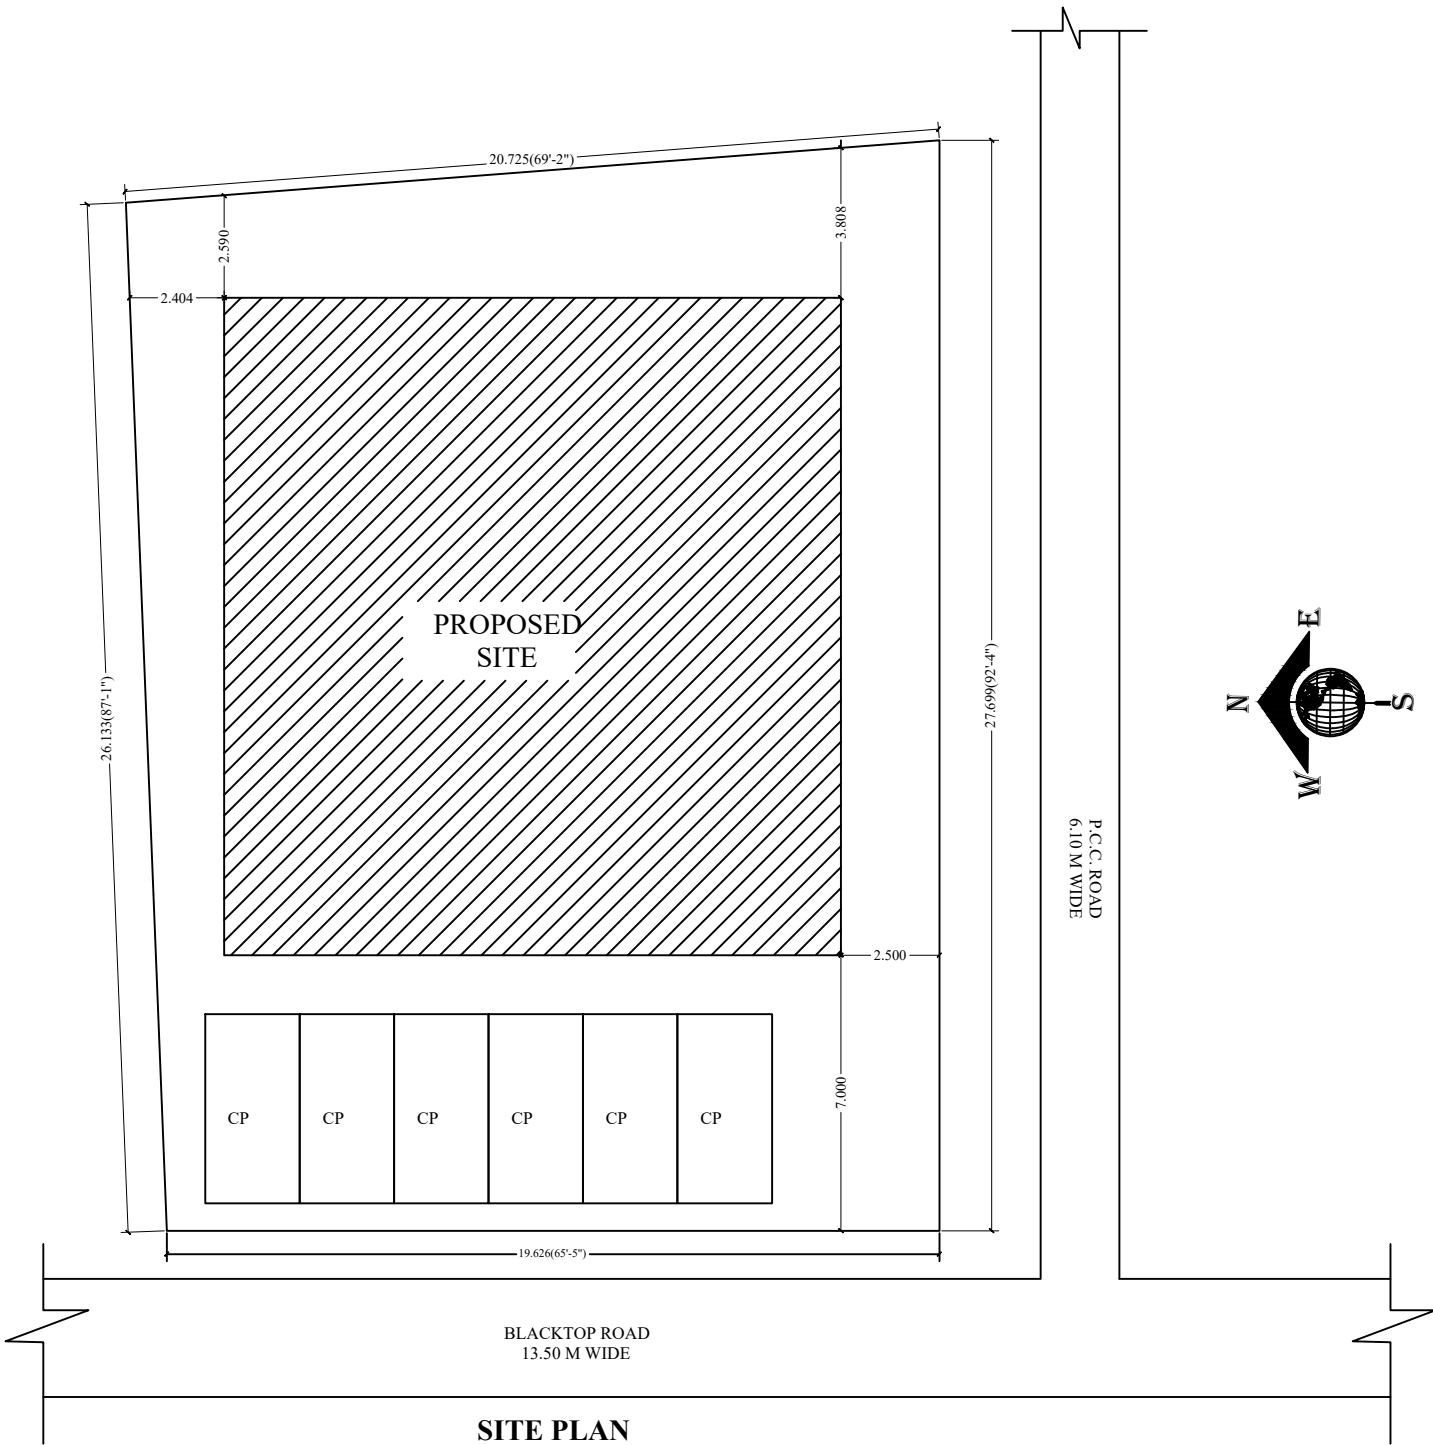 20.725(69'-2")
2.590
3.808
2.404
PROPOSED
SITE
26.133(87'-1")
27.699(92'-4")
E
N
S
W
P.C.C. ROAD
6.10 M WIDE
2.500
7.000
CP CP CP CP CP CP
19.626(65'-5")
BLACKTOP ROAD
13.50 M WIDE
SITE PLAN